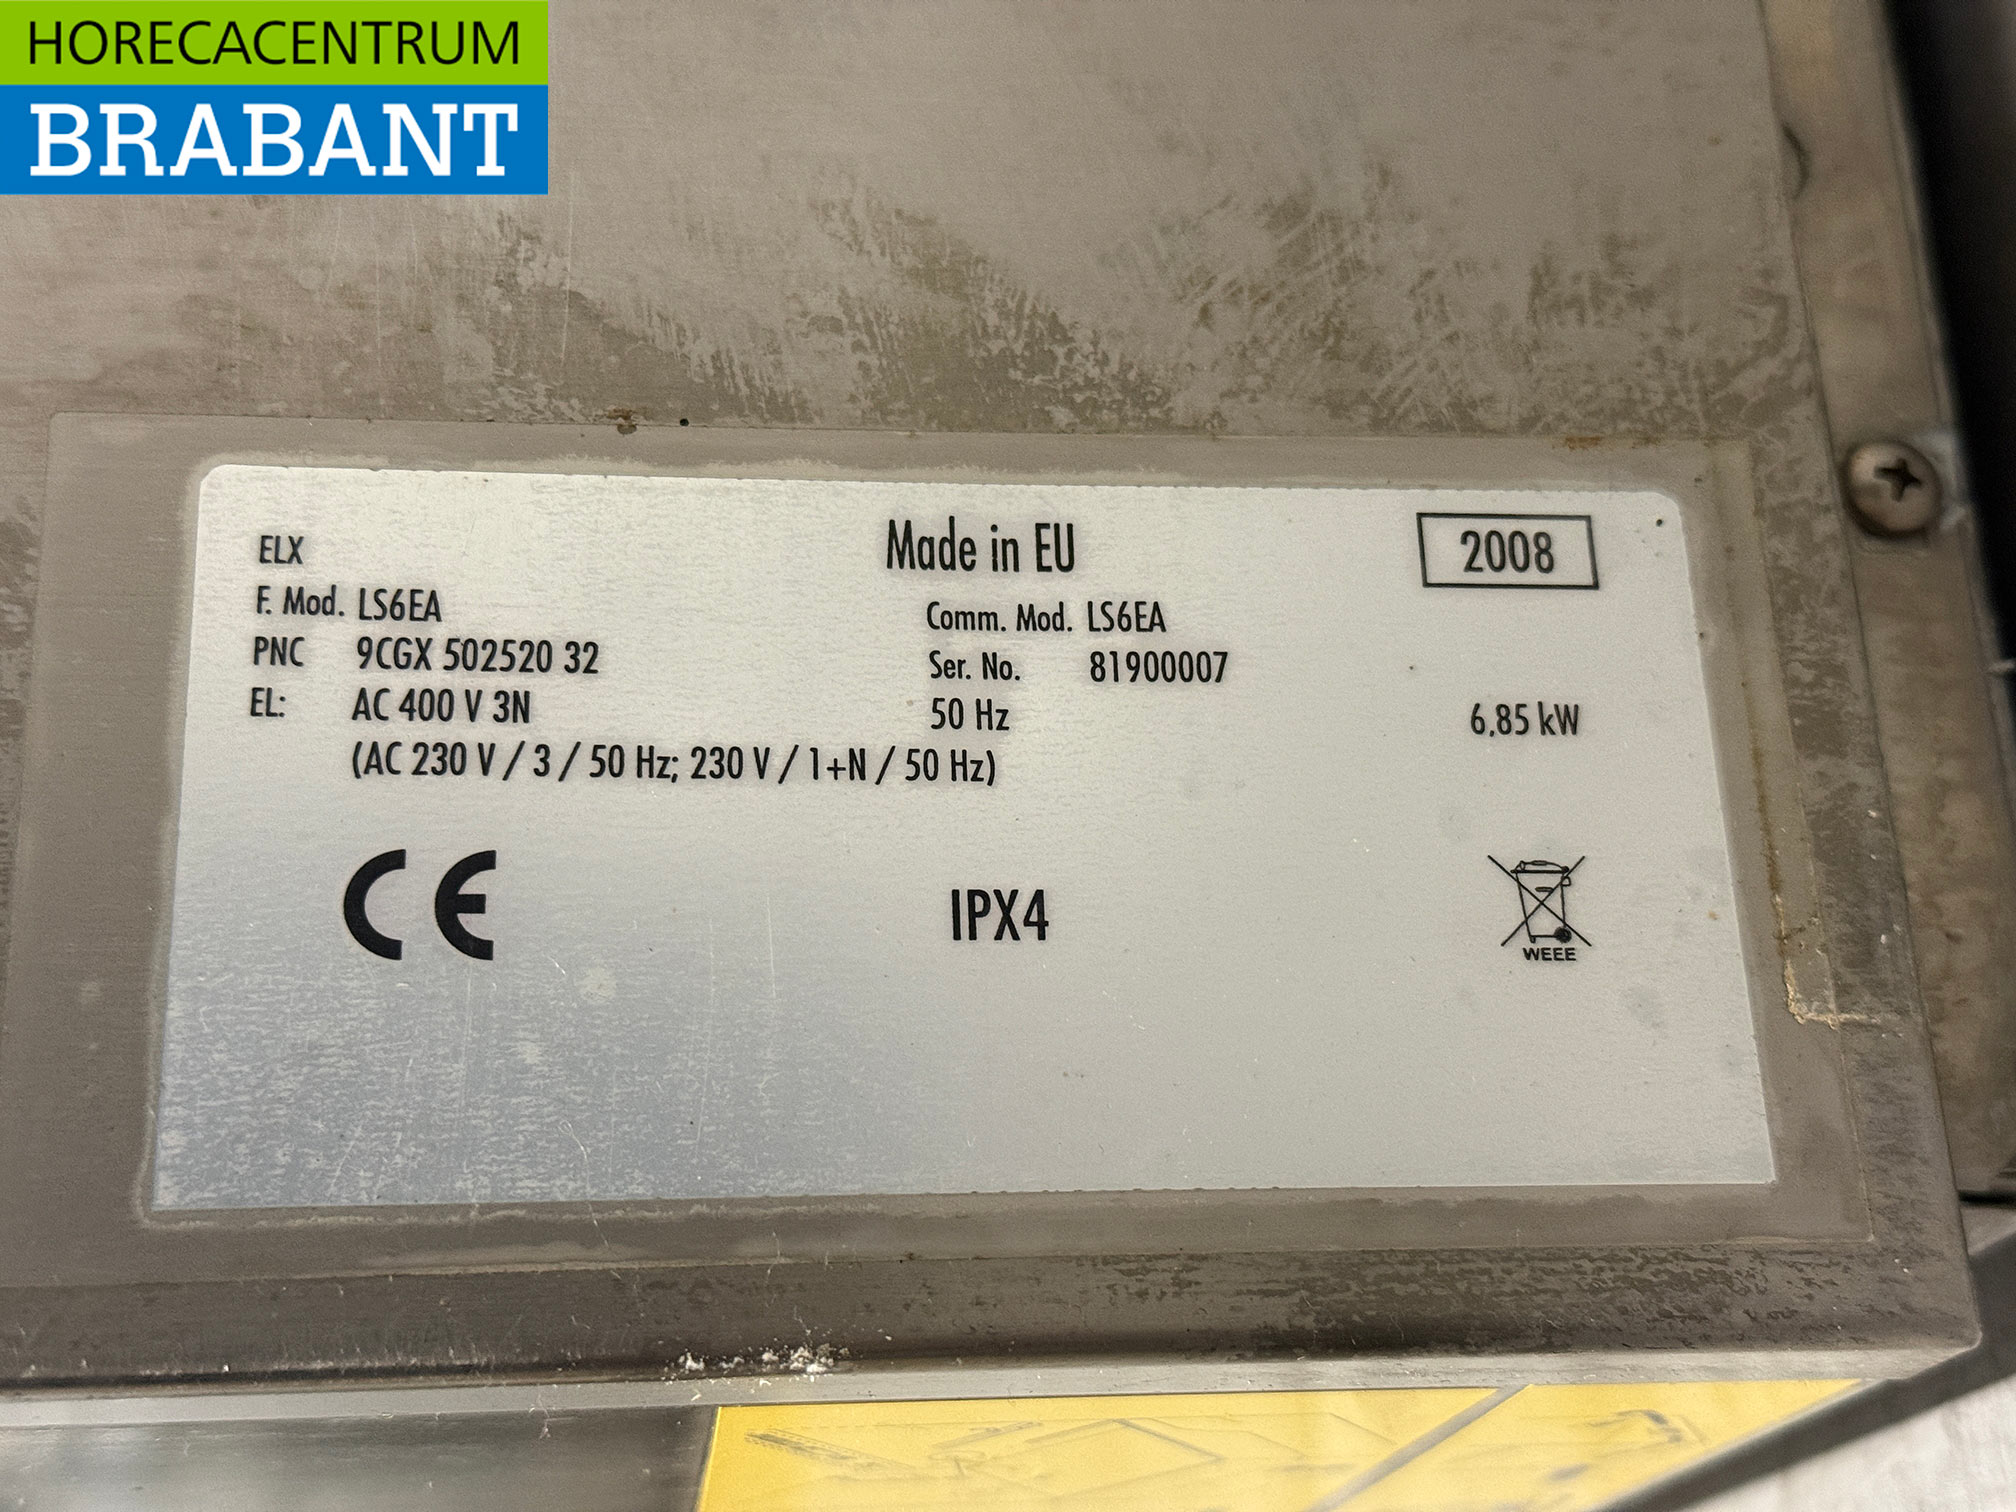 HORECACENTRUM
BRABANT
ELX
Made in EU
2008
F. Mod. LS6EA
Comm. Mod. LS6EA
PNC 9CGX 502520 32
Ser. No. 81900007
EL: AC 400 V 3N
50 Hz
6,85 kW
(AC 230 V / 3 / 50 Hz; 230 V / 1+N / 50 Hz)
CE
IPX4
WEEE